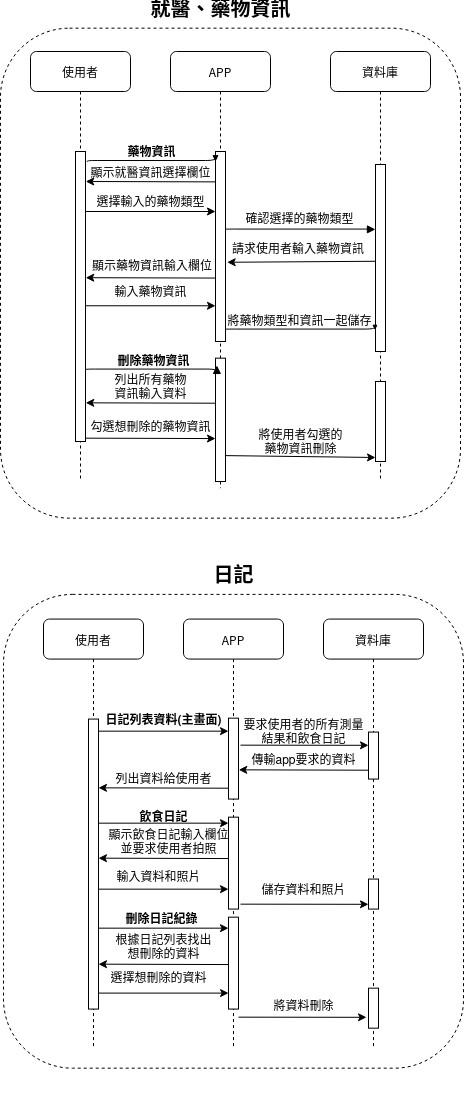 就醫、藥物資訊
使用者
APP
資料庫
藥物資訊
顯示就醫資訊選擇欄位
選擇輸入的藥物類型
確認選擇的藥物類型
請求使用者輸入藥物資訊
顯示藥物資訊輸入欄位
輸入藥物資訊
將藥物類型和資訊一起儲存
刪除藥物資訊
列出所有藥物
資訊輸入資料
勾選想刪除的藥物資訊
將使用者勾選的
藥物資訊刪除
日記
使用者
APP
資料庫
日記列表資料(主畫面)
要求使用者的所有測量
結果和飲食日記
傳輸app要求的資料
列出資料給使用者
飲食日記
顯示飲食日記輸入欄位
並要求使用者拍照
輸入資料和照片
儲存資料和照片
刪除日記紀錄
根據日記列表找出
想刪除的資料
選擇想刪除的資料
將資料刪除